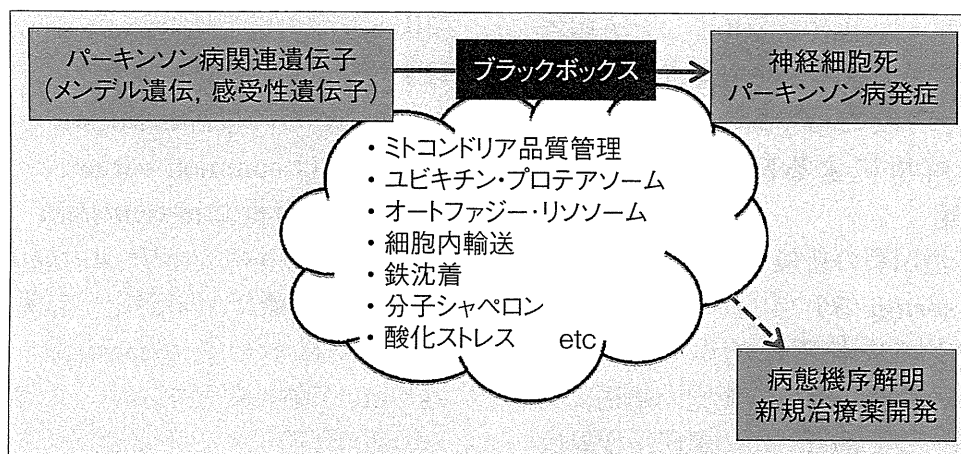 パーキンソン病関連遺伝子
（メンデル遺伝, 感受性遺伝子）
ブラックボックス
神経細胞死
パーキンソン病発症
・ミトコンドリア品質管理
・ユビキチン・プロテアソーム
・オートファジー・リソソーム
・細胞内輸送
・鉄沈着
・分子シャペロン
・酸化ストレス　etc
病態機序解明
新規治療薬開発